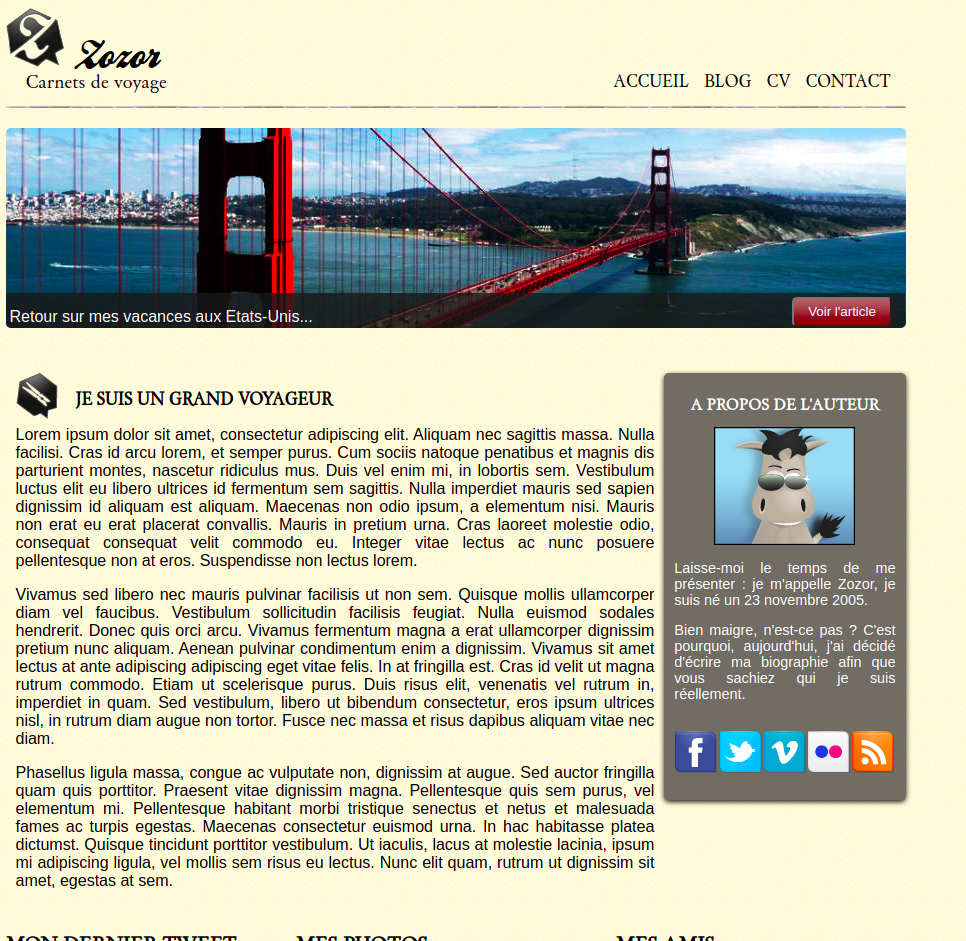 Zozor
Carnets de voyage
ACCUEIL BLOG CV CONTACT
Retour sur mes vacances aux Etats-Unis...
Voir l'article
JE SUIS UN GRAND VOYAGEUR
Lorem ipsum dolor sit amet, consectetur adipiscing elit. Aliquam nec sagittis massa. Nulla
facilisi. Cras id arcu lorem, et semper purus. Cum sociis natoque penatibus et magnis dis
parturient montes, nascetur ridiculus mus. Duis vel enim mi, in lobortis sem. Vestibulum
luctus elit eu libero ultrices id fermentum sem sagittis. Nulla imperdiet mauris sed sapien
dignissim id aliquam est aliquam. Maecenas non odio ipsum, a elementum nisi. Mauris
non erat eu erat placerat convallis. Mauris in pretium urna. Cras laoreet molestie odio,
consequat consequat velit commodo eu. Integer vitae lectus ac nunc posuere
pellentesque non at eros. Suspendisse non lectus lorem.
Vivamus sed libero nec mauris pulvinar facilisis ut non sem. Quisque mollis ullamcorper
diam vel faucibus. Vestibulum sollicitudin facilisis feugiat. Nulla euismod sodales
hendrerit. Donec quis orci arcu. Vivamus fermentum magna a erat ullamcorper dignissim
pretium nunc aliquam. Aenean pulvinar condimentum enim a dignissim. Vivamus sit amet
lectus at ante adipiscing adipiscing eget vitae felis. In at fringilla est. Cras id velit ut magna
rutrum commodo. Etiam ut scelerisque purus. Duis risus elit, venenatis vel rutrum in,
imperdiet in quam. Sed vestibulum, libero ut bibendum consectetur, eros ipsum ultrices
nisl, in rutrum diam augue non tortor. Fusce nec massa et risus dapibus aliquam vitae nec
diam.
Phasellus ligula massa, congue ac vulputate non, dignissim at augue. Sed auctor fringilla
quam quis porttitor. Praesent vitae dignissim magna. Pellentesque quis sem purus, vel
elementum mi. Pellentesque habitant morbi tristique senectus et netus et malesuada
fames ac turpis egestas. Maecenas consectetur euismod urna. In hac habitasse platea
dictumst. Quisque tincidunt porttitor vestibulum. Ut iaculis, lacus at molestie lacinia, ipsum
mi adipiscing ligula, vel mollis sem risus eu lectus. Nunc elit quam, rutrum ut dignissim sit
amet, egestas at sem.
A PROPOS DE L'AUTEUR
Laisse-moi le temps de me
présenter : je m'appelle Zozor, je
suis né un 23 novembre 2005.
Bien maigre, n'est-ce pas ? C'est
pourquoi, aujourd'hui, j'ai décidé
d'écrire ma biographie afin que
vous sachiez qui je suis
réellement.
MON DERNIER TWEET MES PHOTOS MES AMIS